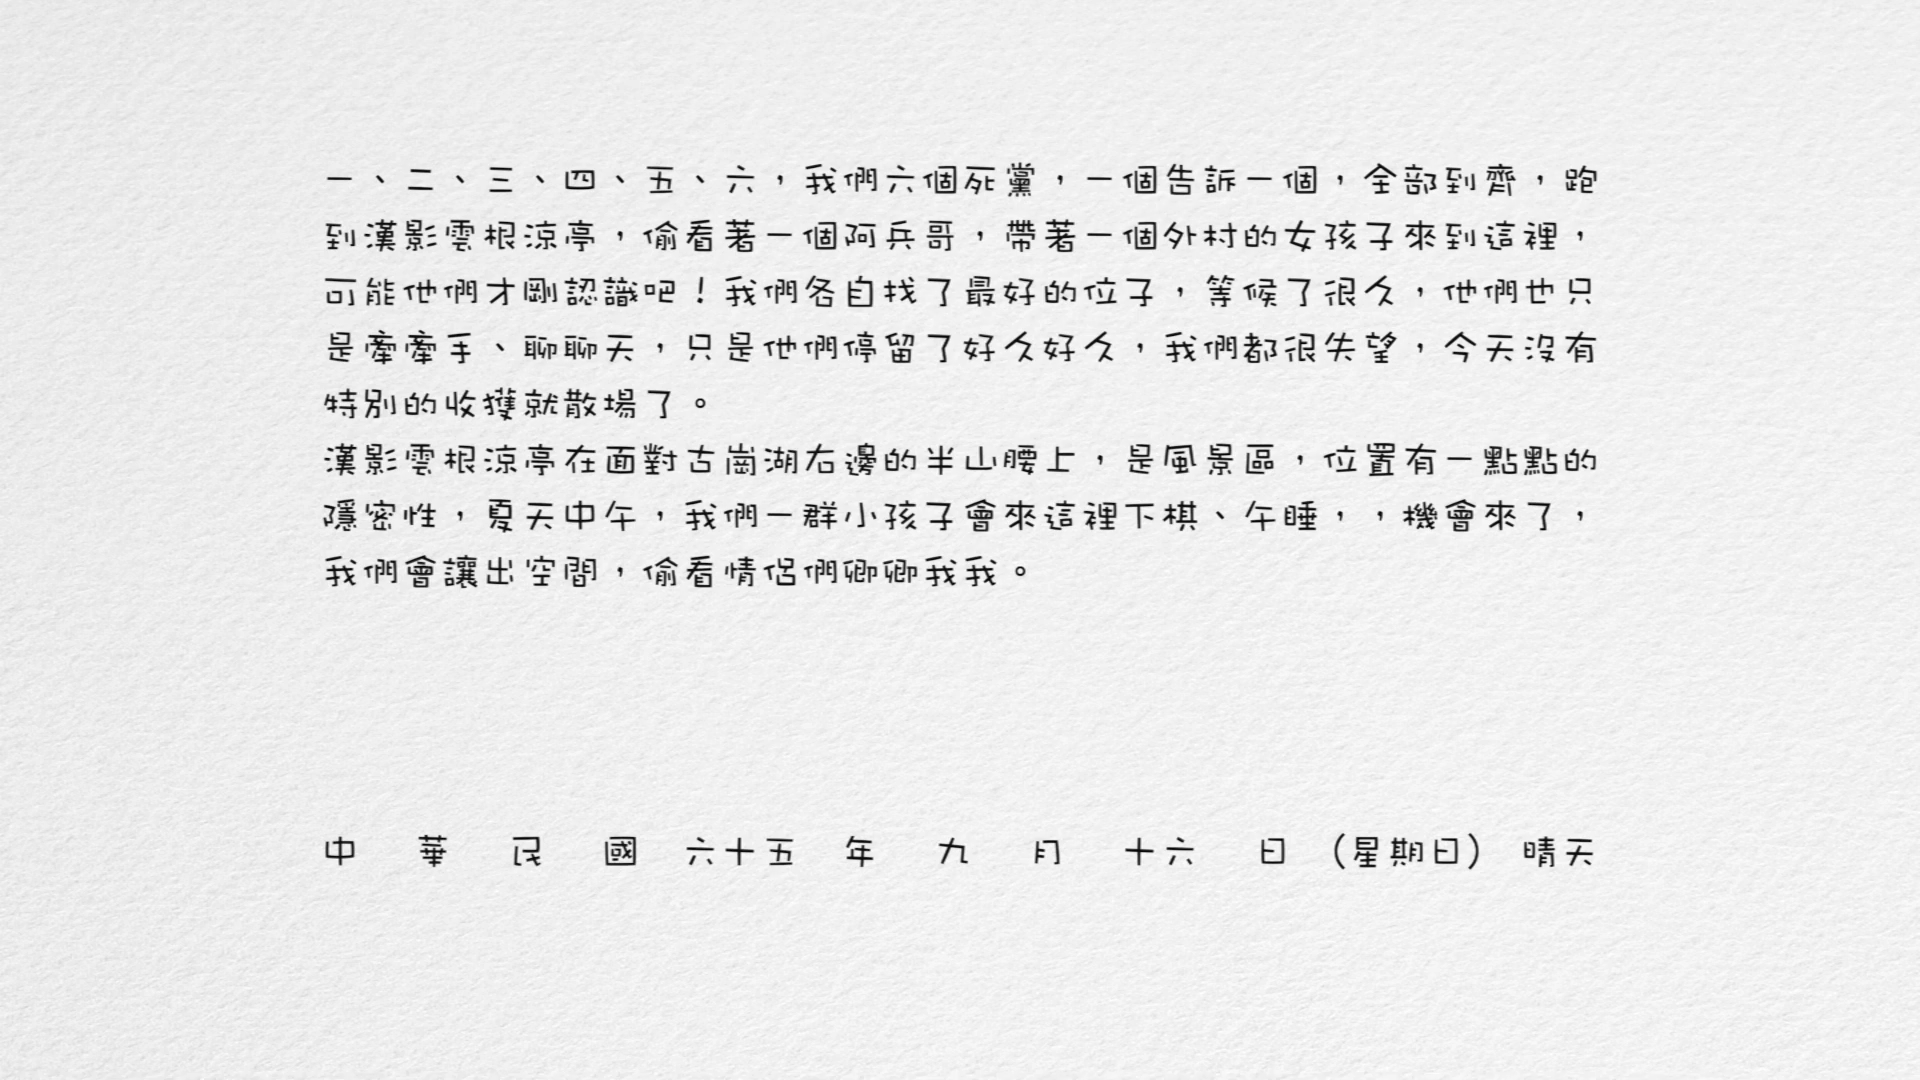 一、二、三、四、五、六，我們六個死黨，一個告訴一個，全部到齊，跑
到漢影雲根涼亭，偷看著一個阿兵哥，帶著一個外村的女孩子來到這裡，
可能他們才剛認識吧！我們各自找了最好的位子，等候了很久，他們也只
是牽牽手、聊聊天，只是他們停留了好久好久，我們都很失望，今天沒有
特別的收獲就散場了。
漢影雲根涼亭在面對古崗湖右邊的半山腰上，是風景區，位置有一點點的
隱密性，夏天中午，我們一群小孩子會來這裡下棋、午睡，，機會來了，
我們會讓出空間，偷看情侶們卿卿我我。
中 華 民 國 六十五 年 九 月 十六 日 (星期日) 晴天